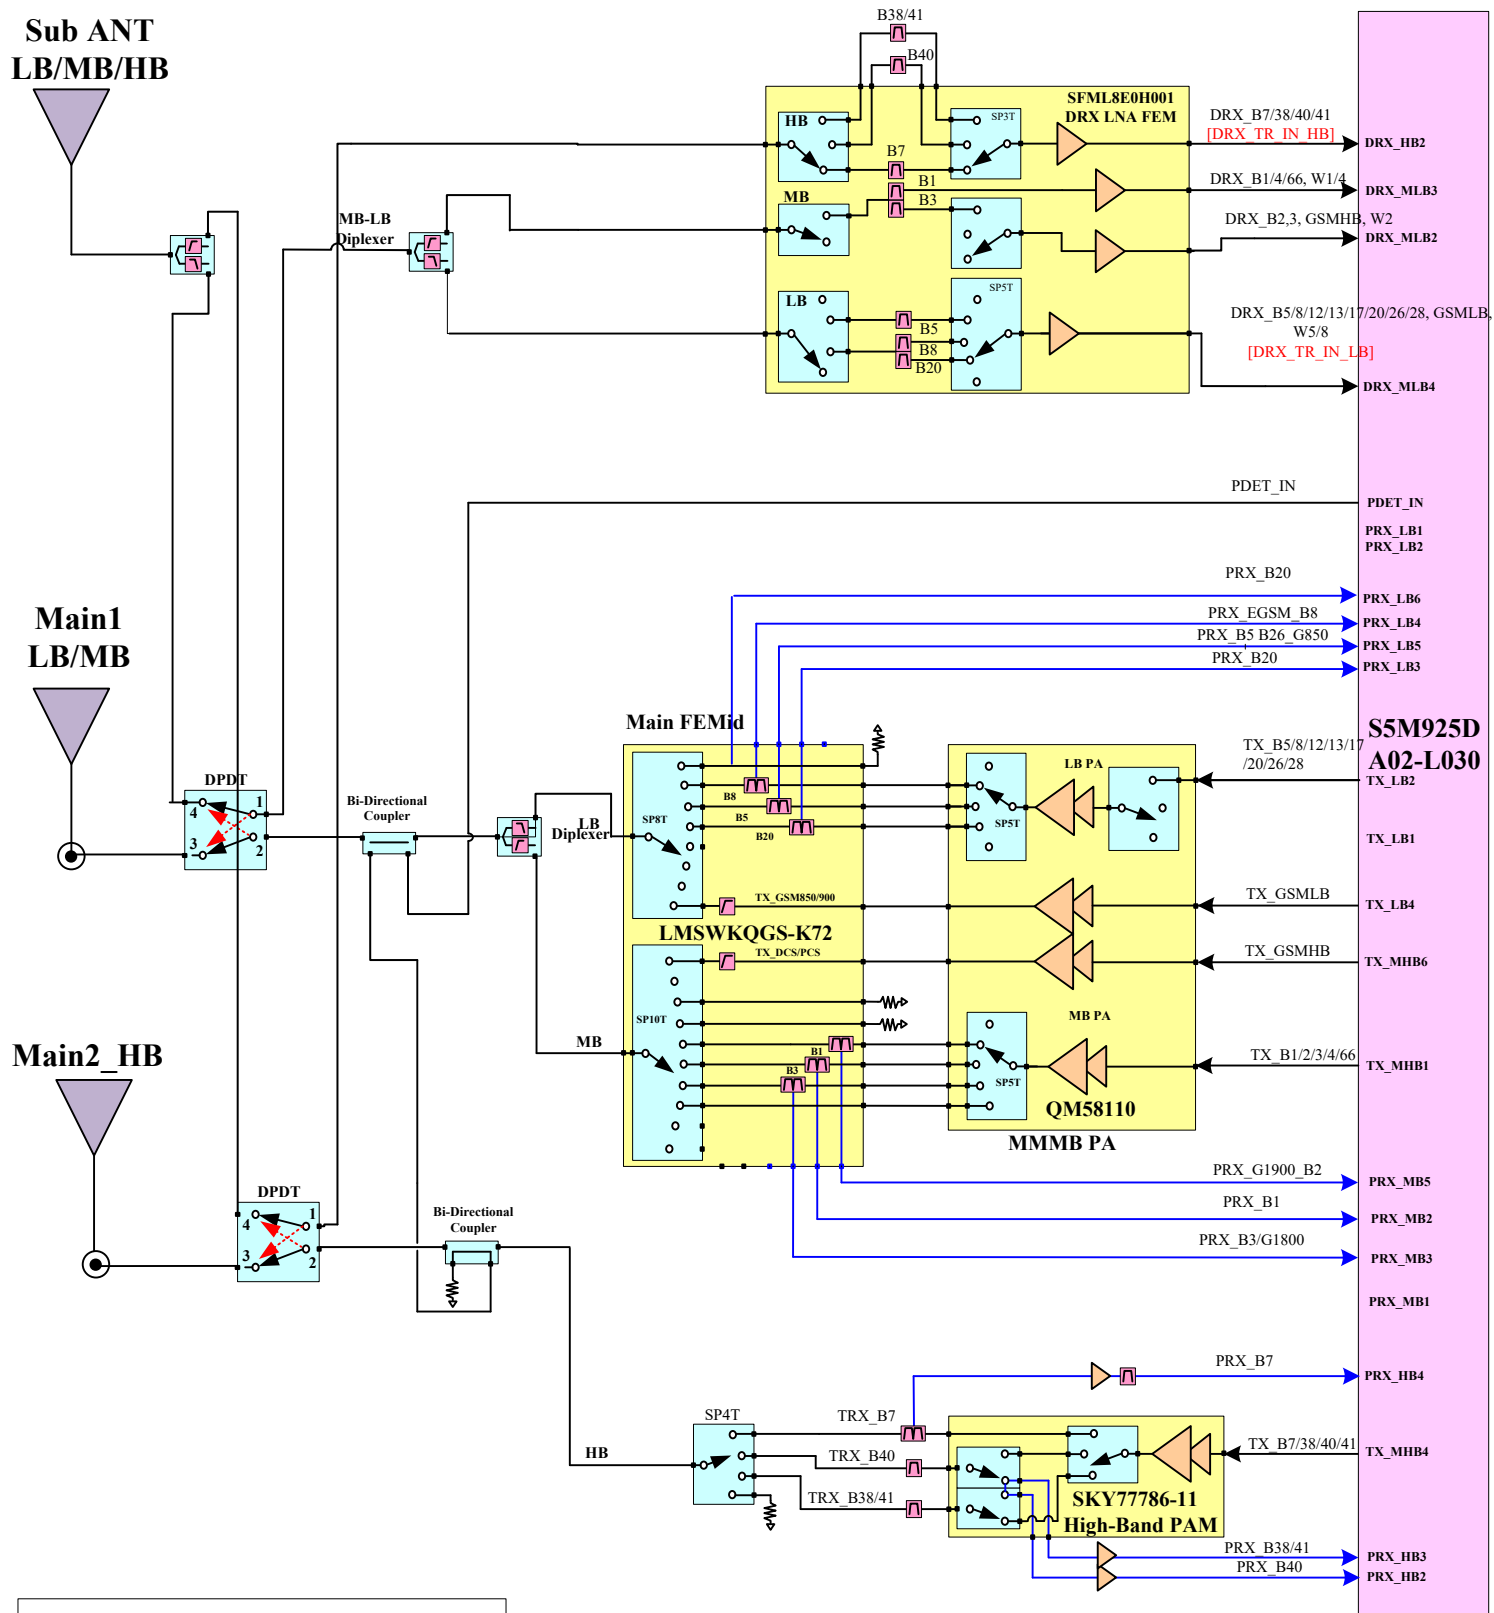 Sub ANT
LB/MB/HB
B38/41
B40
SFML8E0H001
DRX LNA FEM
HB
SP3T
B7
DRX_B7/38/40/41
[DRX_TR_IN_HB]
DRX_HB2
B1
DRX_B1/4/66, W1/4
DRX_MLB3
MB
B3
DRX_B2,3, GSMHB, W2
DRX_MLB2
MB-LB
Diplexer
LB
SP5T
B5
B8
B20
DRX_B5/8/12/13/17/20/26/28, GSMLB,
W5/8
[DRX_TR_IN_LB]
DRX_MLB4
PDET_IN
PDET_IN
PRX_LB1
PRX_LB2
PRX_B20
PRX_LB6
PRX_EGSM_B8
PRX_LB4
PRX_B5 B26_G850
PRX_LB5
PRX_B20
PRX_LB3
Main1
LB/MB
Main FEMid
S5M925D
A02-L030
TX_B5/8/12/13/17
/20/26/28
TX_LB2
LB PA
DPDT
1
4
3
2
Bi-Directional
Coupler
LB
Diplexer
SP8T
B8
B5
B20
SP5T
TX_LB1
TX_GSM850/900
TX_GSMLB
TX_LB4
LMSWKQGS-K72
TX_DCS/PCS
TX_GSMHB
TX_MHB6
SP10T
MB
MB PA
B1
B3
SP5T
TX_B1/2/3/4/66
TX_MHB1
QM58110
MMMB PA
Main2_HB
DPDT
1
4
3
2
Bi-Directional
Coupler
PRX_G1900_B2
PRX_MB5
PRX_B1
PRX_MB2
PRX_B3/G1800
PRX_MB3
PRX_MB1
PRX_B7
PRX_HB4
SP4T
TRX_B7
HB
TRX_B40
TRX_B38/41
TX_B7/38/40/41
TX_MHB4
SKY77786-11
High-Band PAM
PRX_B38/41
PRX_HB3
PRX_B40
PRX_HB2